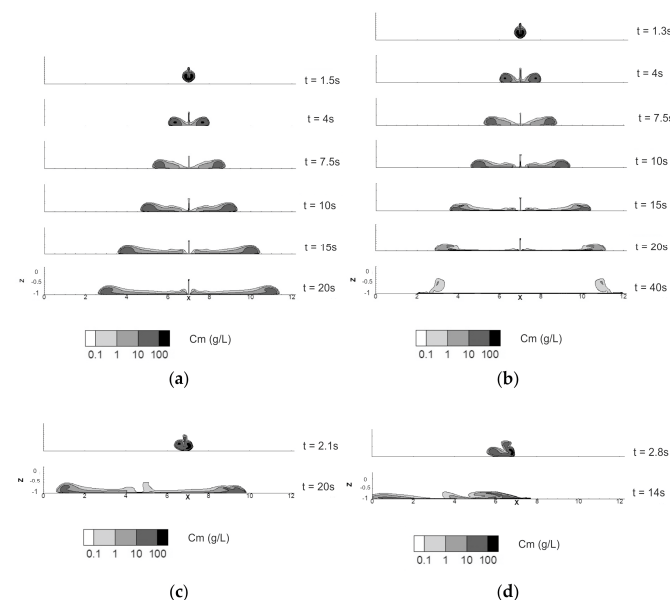 t = 1.5s
t = 4s
t = 7.5s
t = 10s
t = 15s
z 0 -0.5 -1
t = 20s
0 2 4 6 X 8 10 12
0.1 1 10 100 Cm (g/L)
(a)
t = 1.3s
t = 4s
t = 7.5s
t = 10s
t = 15s
t = 20s
z 0 -0.5 -1
t = 40s
0 2 4 6 X 8 10 12
0.1 1 10 100 Cm (g/L)
(b)
t = 2.1s
z 0 -0.5 -1
t = 20s
0 2 4 6 X 8 10 12
0.1 1 10 100 Cm (g/L)
(c)
t = 2.8s
z 0 -0.5 -1
t = 14s
0 2 4 6 X 8 10 12
0.1 1 10 100 Cm (g/L)
(d)